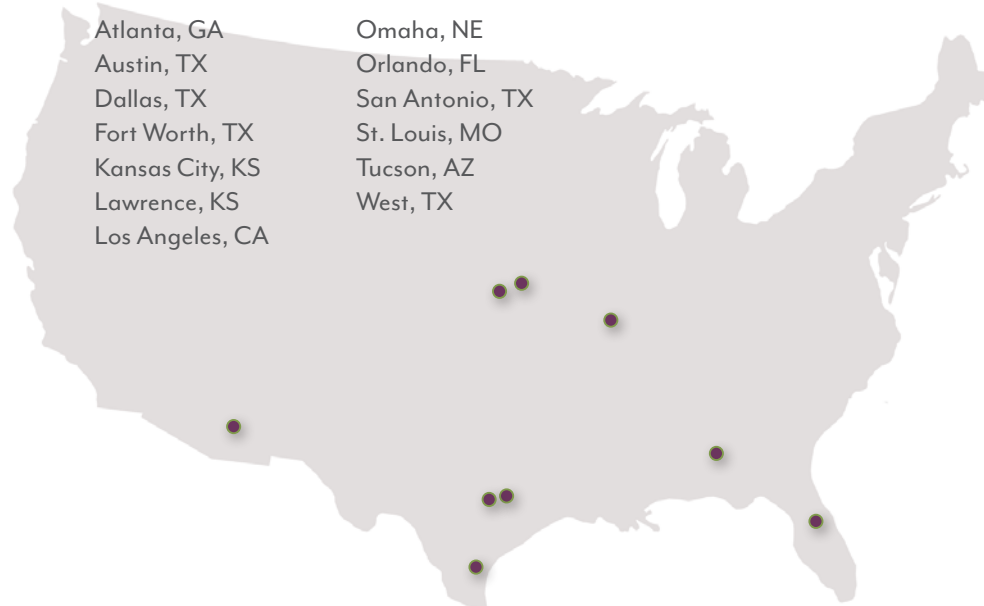 Atlanta, GA
Austin, TX
Dallas, TX
Fort Worth, TX
Kansas City, KS
Lawrence, KS
Los Angeles, CA
Omaha, NE
Orlando, FL
San Antonio, TX
St. Louis, MO
Tucson, AZ
West, TX